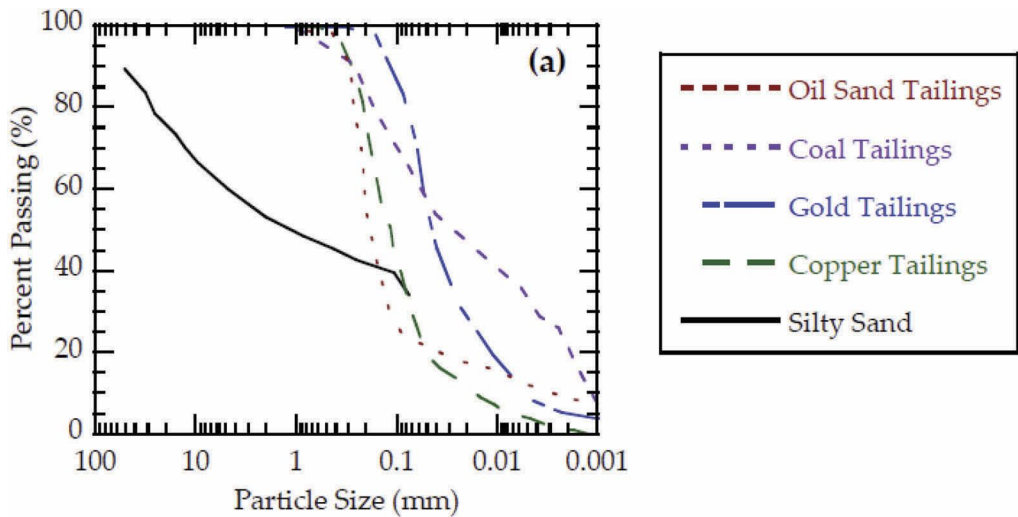 (a)
Percent Passing (%)
100
80
60
40
20
0
100
10
1
0.1
0.01
0.001
Particle Size (mm)
Oil Sand Tailings
Coal Tailings
Gold Tailings
Copper Tailings
Silty Sand